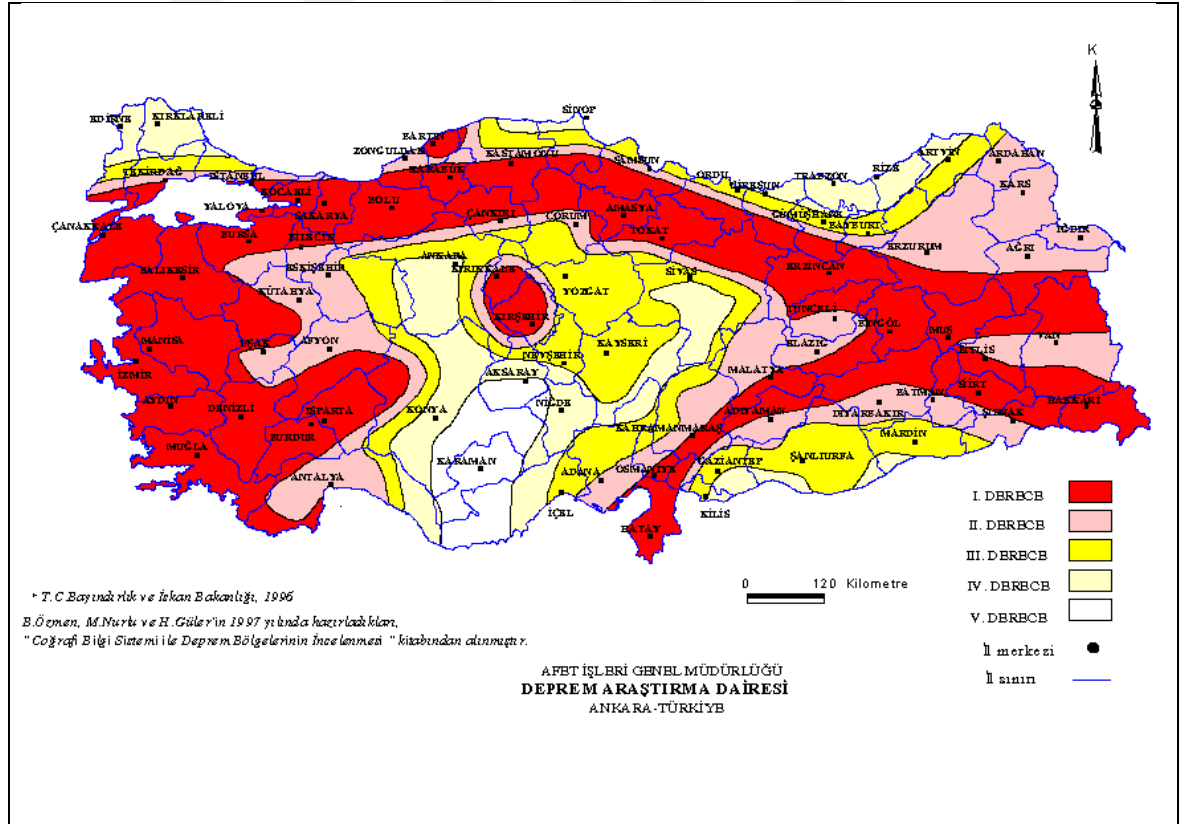 K
SİNOP
EDİRNE
KIRKLARELİ
BARTIN
ZONGULDAK
KASTAMONU
KARABÜK
SAMSUN
ARTVİN
ARDAHAN
TEKİRDAĞ
İSTANBUL
KOCAELİ
ORDU
GİRESUN
TRABZON
RİZE
KARS
YALOVA
SAKARYA
BOLU
ÇANKIRI
ÇORUM
AMASYA
GÜMÜŞHANE
BAYBURT
ÇANAKKALE
BURSA
BİLECİK
TOKAT
ERZURUM
IĞDIR
AĞRI
BALIKESİR
ESKİŞEHİR
ANKARA
KIRIKKALE
YOZGAT
SİVAS
ERZİNCAN
KÜTAHYA
KIRŞEHİR
TUNCELİ
BİNGÖL
MUŞ
VAN
MANİSA
UŞAK
AFYON
NEVŞEHİR
KAYSERİ
ELAZIĞ
BİTLİS
İZMİR
AKSARAY
MALATYA
SİİRT
AYDIN
DENİZLİ
ISPARTA
KONYA
NİĞDE
ADIYAMAN
DİYARBAKIR
BATMAN
ŞIRNAK
HAKKARİ
MUĞLA
BURDUR
KAHRAMANMARAŞ
MARDİN
ANTALYA
KARAMAN
ADANA
OSMANİYE
GAZİANTEP
ŞANLIURFA
İÇEL
KİLİS
HATAY
I. DERECE
II. DERECE
III. DERECE
IV. DERECE
V. DERECE
İl merkezi
İl sınırı
0 120 Kilometre
* T.C.Bayındırlık ve İskan Bakanlığı, 1996
B.Özmen, M.Nurlu ve H.Güler'in 1997 yılında hazırladıkları,
"Coğrafi Bilgi Sistemi ile Deprem Bölgelerinin İncelenmesi " kitabından alınmıştır.
AFET İŞLERİ GENEL MÜDÜRLÜĞÜ
DEPREM ARAŞTIRMA DAİRESİ
ANKARA-TÜRKİYE